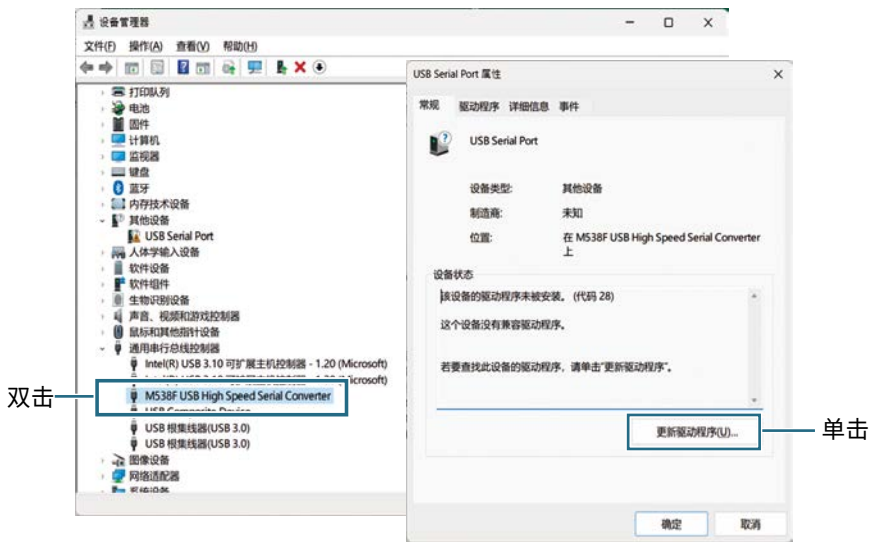 设备管理器
文件(F) 操作(A) 查看(V) 帮助(H)
打印队列
电池
固件
计算机
监视器
键盘
蓝牙
内存技术设备
其他设备
USB Serial Port
人体学输入设备
软件设备
软件组件
生物识别设备
声音、视频和游戏控制器
鼠标和其他指针设备
通用串行总线控制器
Intel(R) USB 3.10 可扩展主机控制器 - 1.20 (Microsoft)
M538F USB High Speed Serial Converter
USB Composite Device
USB 根集线器(USB 3.0)
USB 根集线器(USB 3.0)
图像设备
网络适配器
系统设备
双击
USB Serial Port 属性
常规 驱动程序 详细信息 事件
USB Serial Port
设备类型: 其他设备
制造商: 未知
位置: 在 M538F USB High Speed Serial Converter
上
设备状态
该设备的驱动程序未被安装。 (代码 28)
这个设备没有兼容驱动程序。
若要查找此设备的驱动程序，请单击"更新驱动程序"。
更新驱动程序(U)...
单击
确定 取消